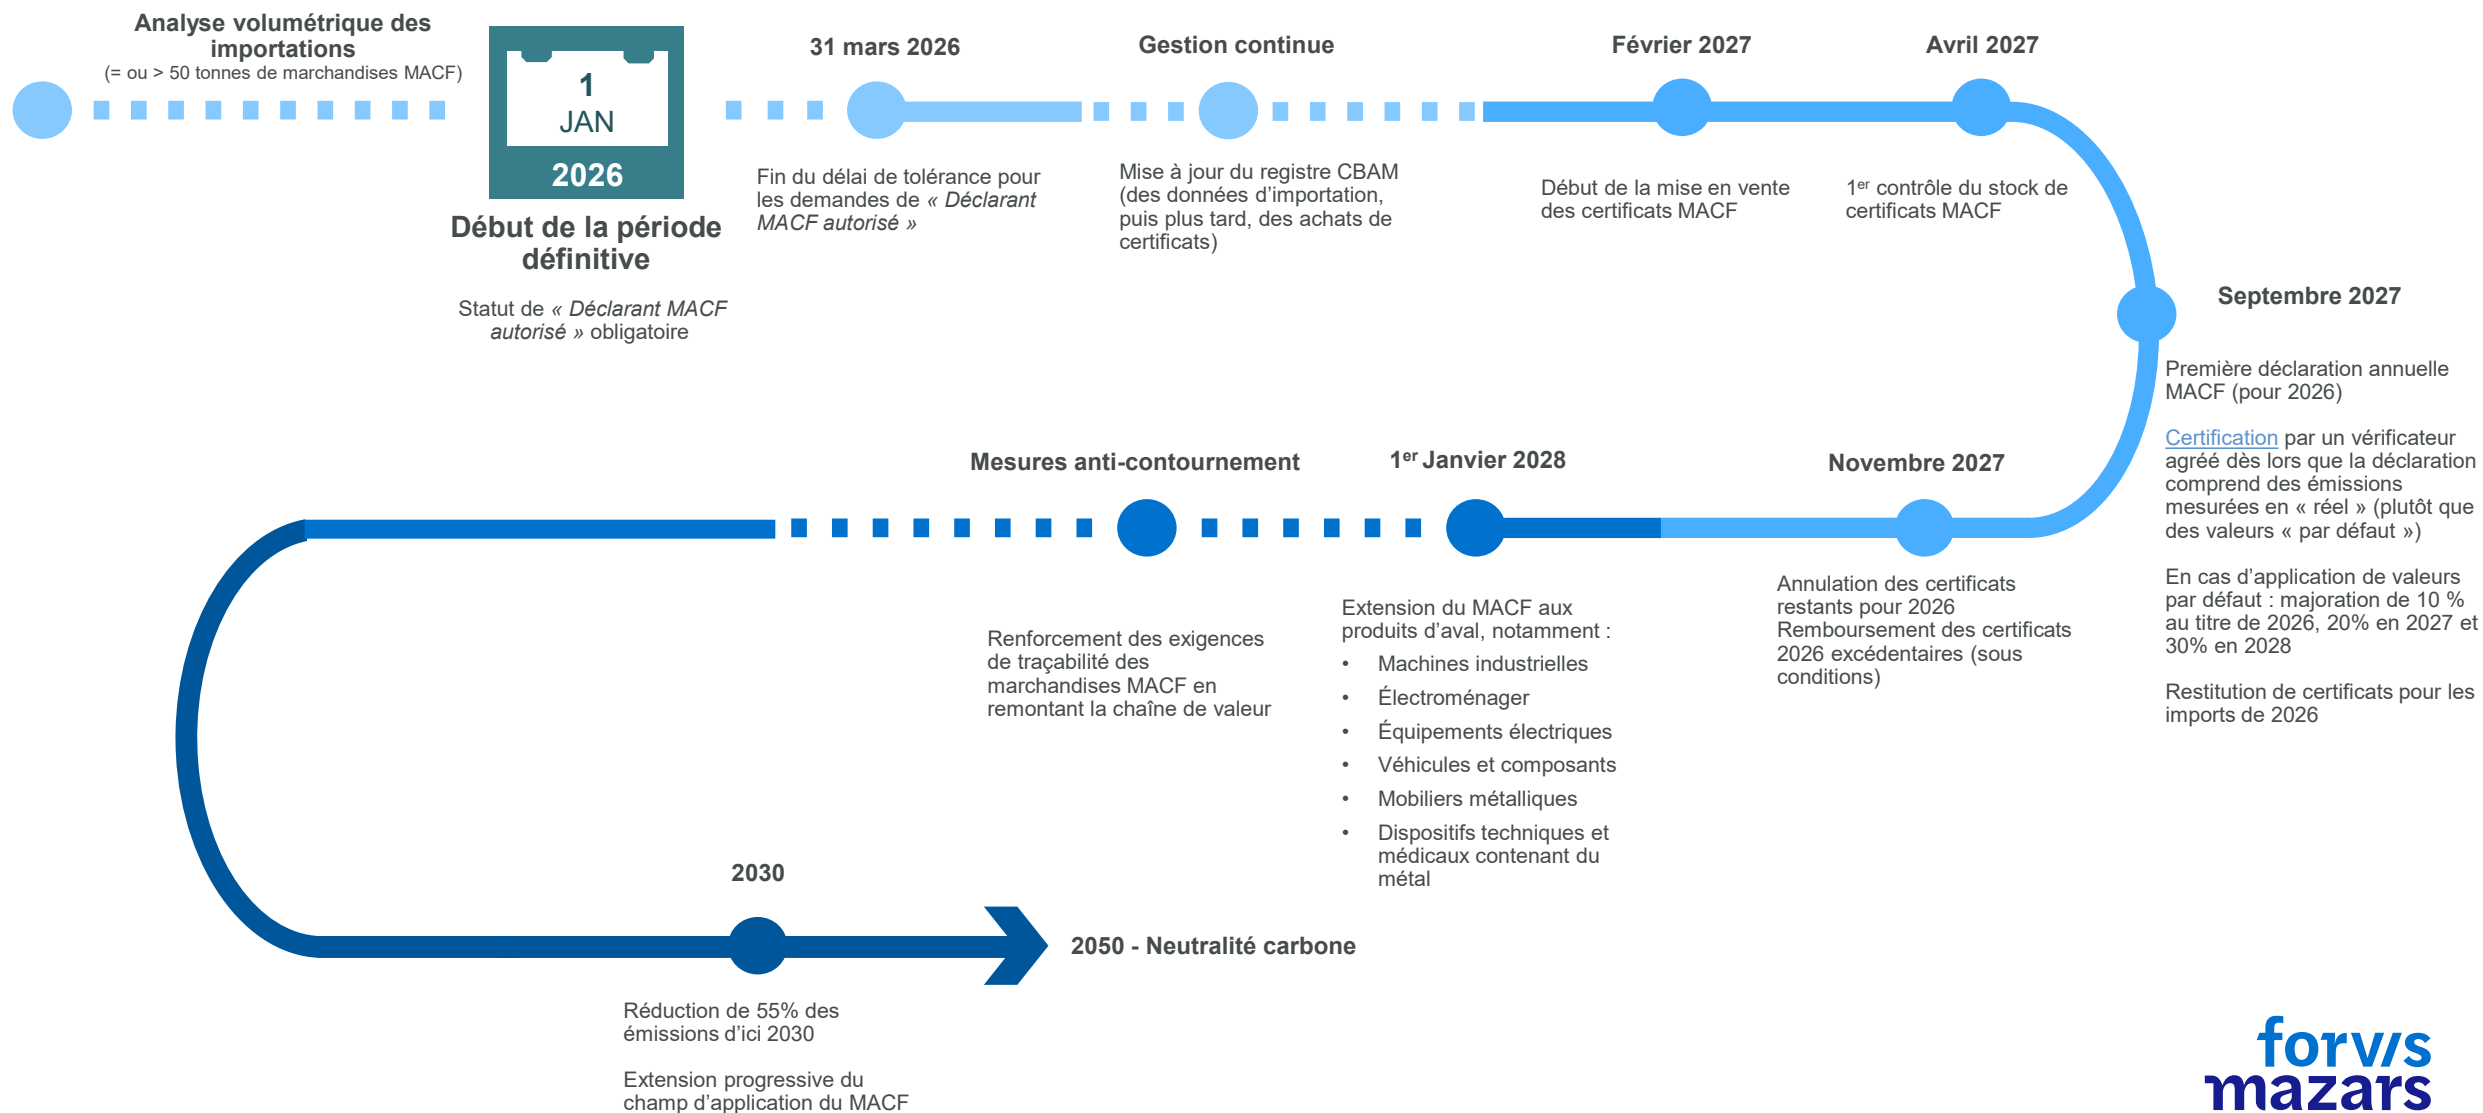 Analyse volumétrique des
importations
(= ou > 50 tonnes de marchandises MACF)
1
JAN
2026
Début de la période
définitive
Statut de « Déclarant MACF
autorisé » obligatoire
31 mars 2026
Fin du délai de tolérance pour
les demandes de « Déclarant
MACF autorisé »
Gestion continue
Mise à jour du registre CBAM
(des données d’importation,
puis plus tard, des achats de
certificats)
Février 2027
Début de la mise en vente
des certificats MACF
Avril 2027
1er contrôle du stock de
certificats MACF
Septembre 2027
Première déclaration annuelle
MACF (pour 2026)
Certification par un vérificateur
agréé dès lors que la déclaration
comprend des émissions
mesurées en « réel » (plutôt que
des valeurs « par défaut »)
En cas d’application de valeurs
par défaut : majoration de 10 %
au titre de 2026, 20% en 2027 et
30% en 2028
Restitution de certificats pour les
imports de 2026
Novembre 2027
Annulation des certificats
restants pour 2026
Remboursement des certificats
2026 excédentaires (sous
conditions)
1er Janvier 2028
Extension du MACF aux
produits d’aval, notamment :
• Machines industrielles
• Électroménager
• Équipements électriques
• Véhicules et composants
• Mobiliers métalliques
• Dispositifs techniques et
médicaux contenant du
métal
Mesures anti-contournement
Renforcement des exigences
de traçabilité des
marchandises MACF en
remontant la chaîne de valeur
2030
Réduction de 55% des
émissions d’ici 2030
Extension progressive du
champ d’application du MACF
2050 - Neutralité carbone
forvis
mazars